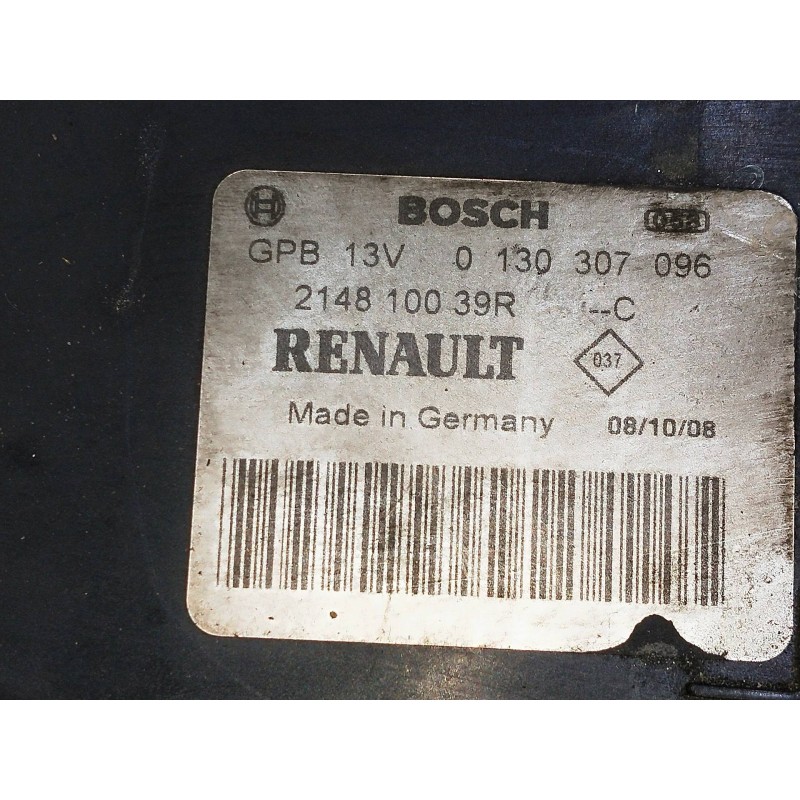 BOSCH
GPB 13V 0 130 307 096
2148 100 39R --C
RENAULT 037
Made in Germany 08/10/08